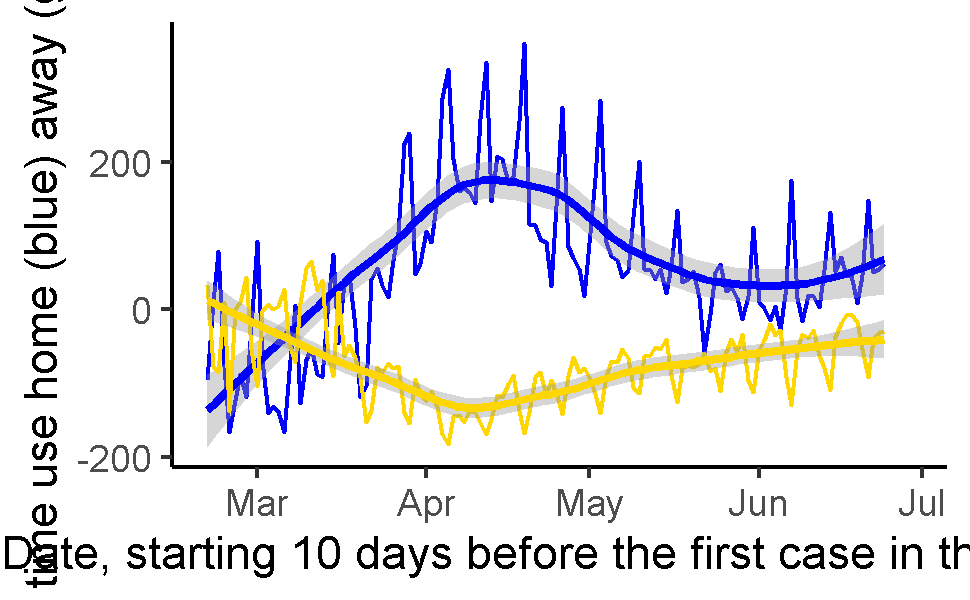 time use home (blue) away (
200
0
-200
Mar Apr May Jun Jul
Date, starting 10 days before the first case in th